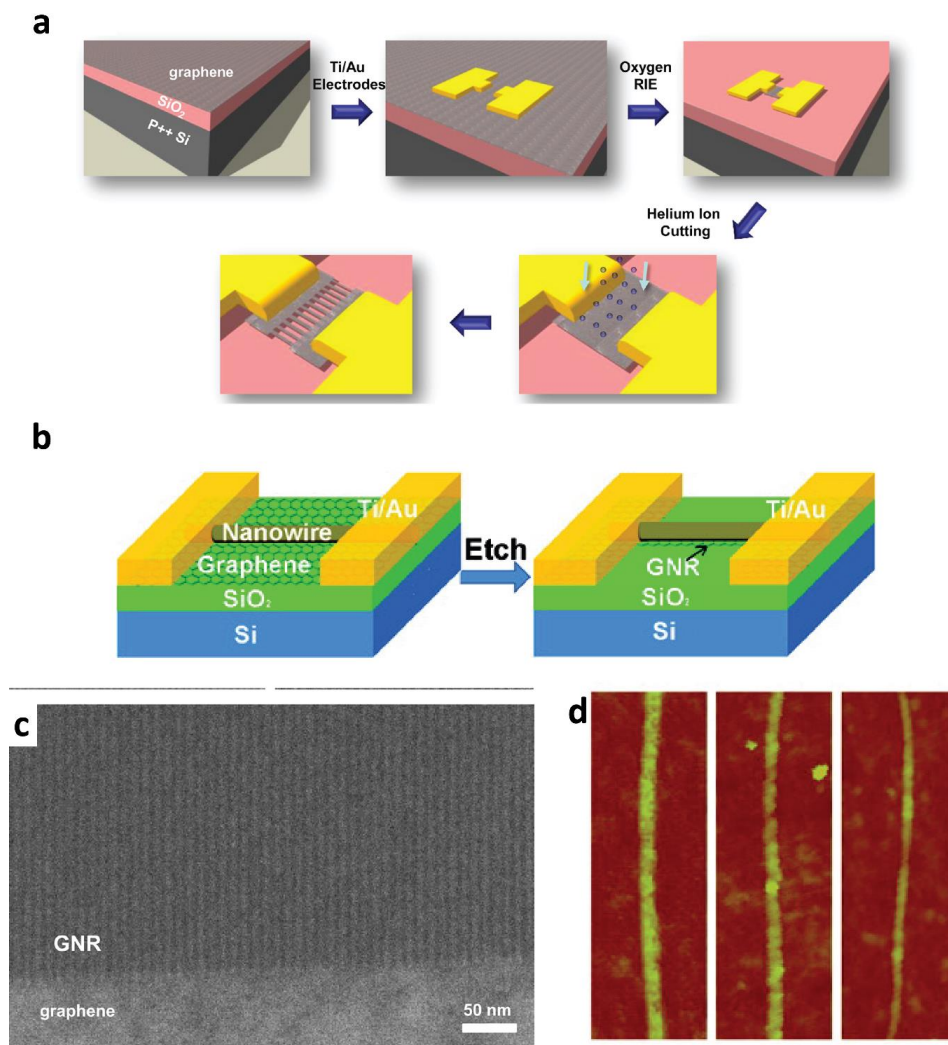 a
graphene
SiO2
P++ Si
Ti/Au
Electrodes
Oxygen
RIE
Helium Ion
Cutting
b
Ti/Au
Nanowire
Graphene
SiO2
Si
Etch
Ti/Au
GNR
SiO2
Si
c
GNR
graphene
50 nm
d